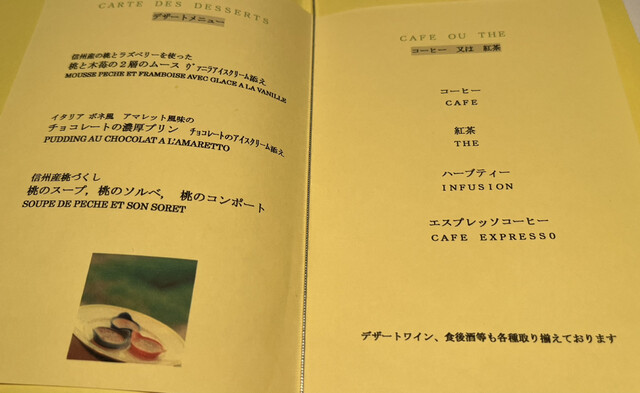 CARTE DES DESSERTS
デザートメニュー
信州産の桃とラズベリーを使った
桃と木苺の2層のムース ヴァニラアイスクリーム添え
MOUSSE PECHE ET FRAMBOISE AVEC GLACE A LA VANILLE
イタリア ボネ風 アマレット風味の
チョコレートの濃厚プリン チョコレートのアイスクリーム添え
PUDDING AU CHOCOLAT A L'AMARETTO
信州産桃づくし
桃のスープ, 桃のソルベ, 桃のコンポート
SOUPE DE PECHE ET SON SORET
CAFE OU THE
コーヒー 又は 紅茶
コーヒー
CAFE
紅茶
THE
ハーブティー
INFUSION
エスプレッソコーヒー
CAFE EXPRESSO
デザートワイン、食後酒等も各種取り揃えております